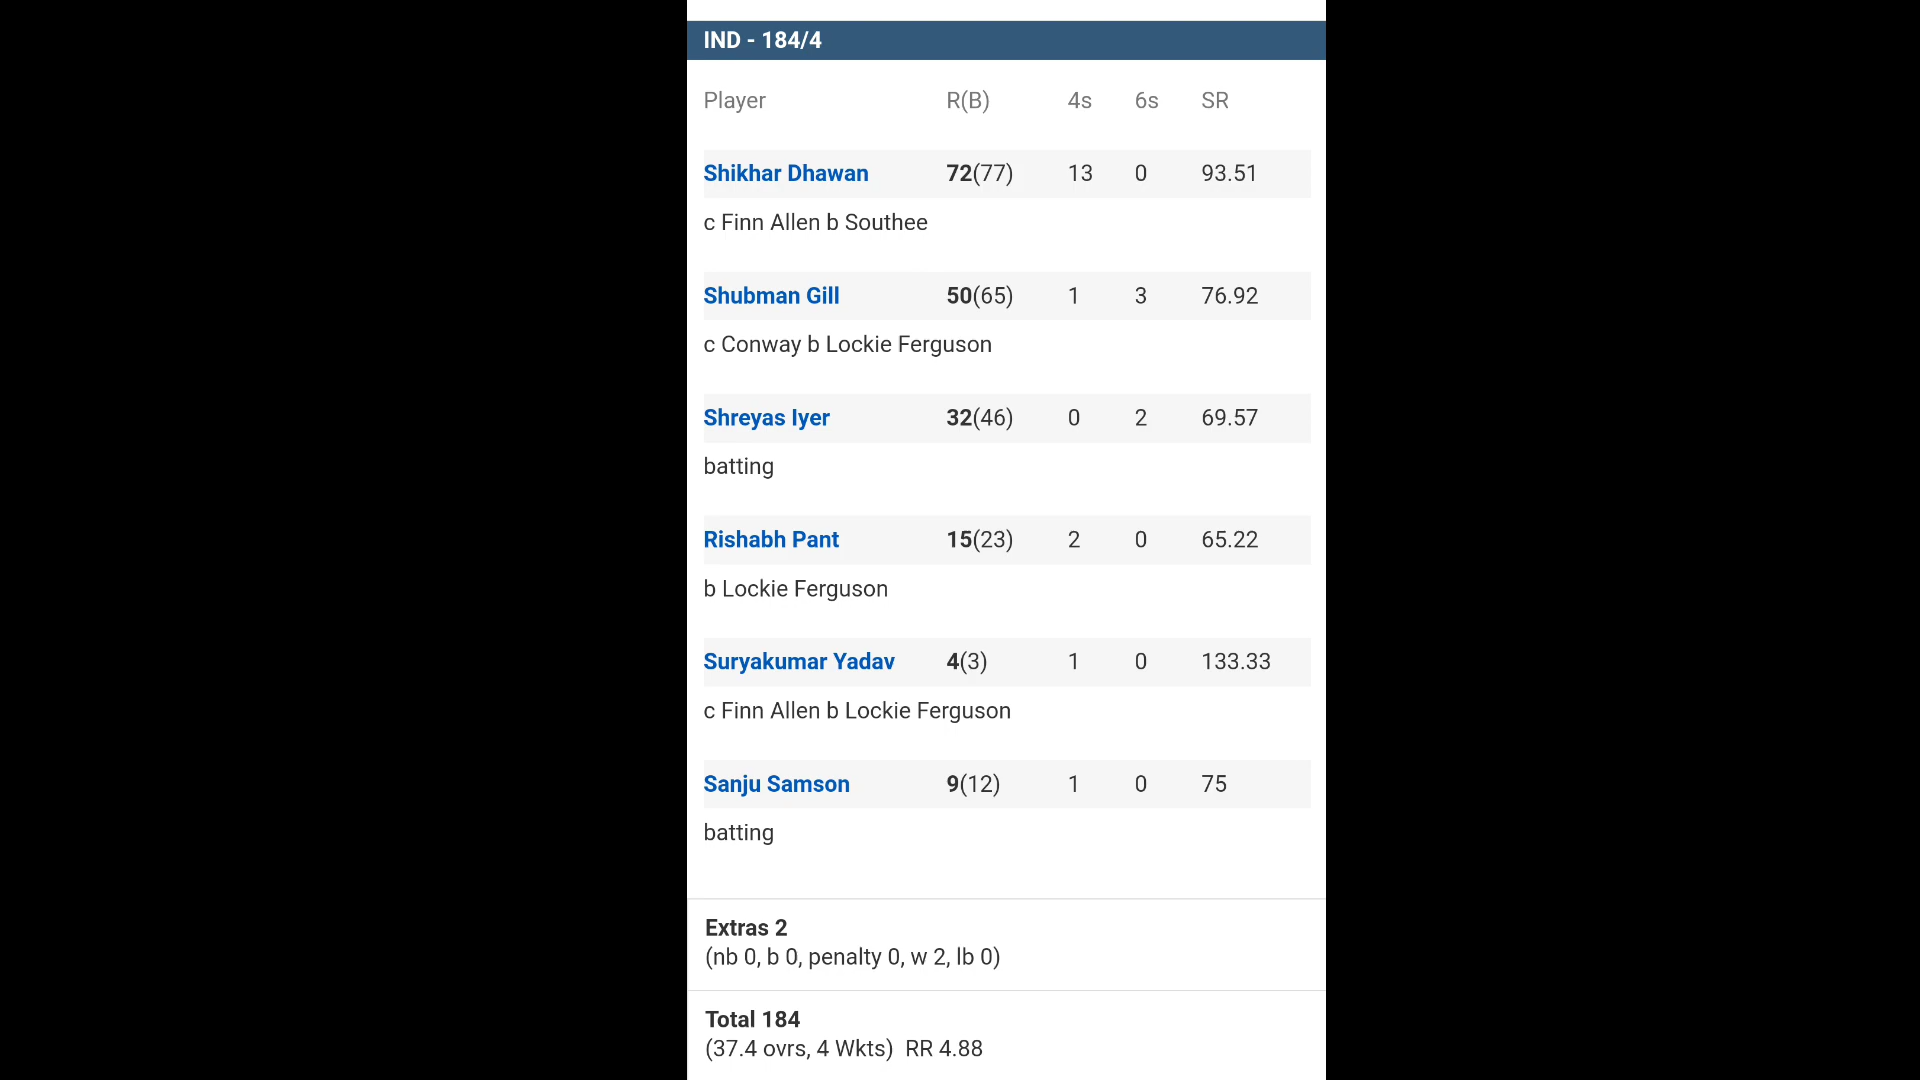 IND - 184/4
Player R(B) 4s 6s SR
Shikhar Dhawan 72(77) 13 0 93.51
c Finn Allen b Southee
Shubman Gill 50(65) 1 3 76.92
c Conway b Lockie Ferguson
Shreyas Iyer 32(46) 0 2 69.57
batting
Rishabh Pant 15(23) 2 0 65.22
b Lockie Ferguson
Suryakumar Yadav 4(3) 1 0 133.33
c Finn Allen b Lockie Ferguson
Sanju Samson 9(12) 1 0 75
batting
Extras 2
(nb 0, b 0, penalty 0, w 2, lb 0)
Total 184
(37.4 ovrs, 4 Wkts) RR 4.88